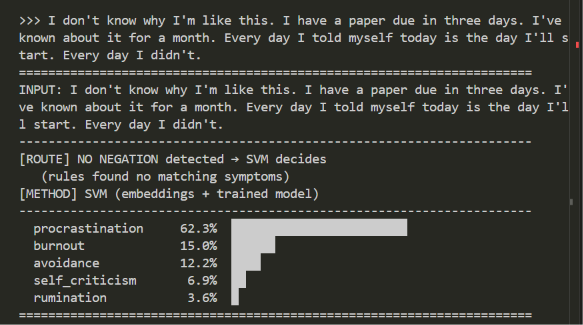 >>> I don't know why I'm like this. I have a paper due in three days. I've
known about it for a month. Every day I told myself today is the day I'll s
tart. Every day I didn't.
======================================================================
INPUT: I don't know why I'm like this. I have a paper due in three days. I'
ve known about it for a month. Every day I told myself today is the day I'l
l start. Every day I didn't.
----------------------------------------------------------------------
[ROUTE] NO NEGATION detected → SVM decides
(rules found no matching symptoms)
[METHOD] SVM (embeddings + trained model)
----------------------------------------------------------------------
procrastination 62.3%
burnout 15.0%
avoidance 12.2%
self_criticism 6.9%
rumination 3.6%
======================================================================